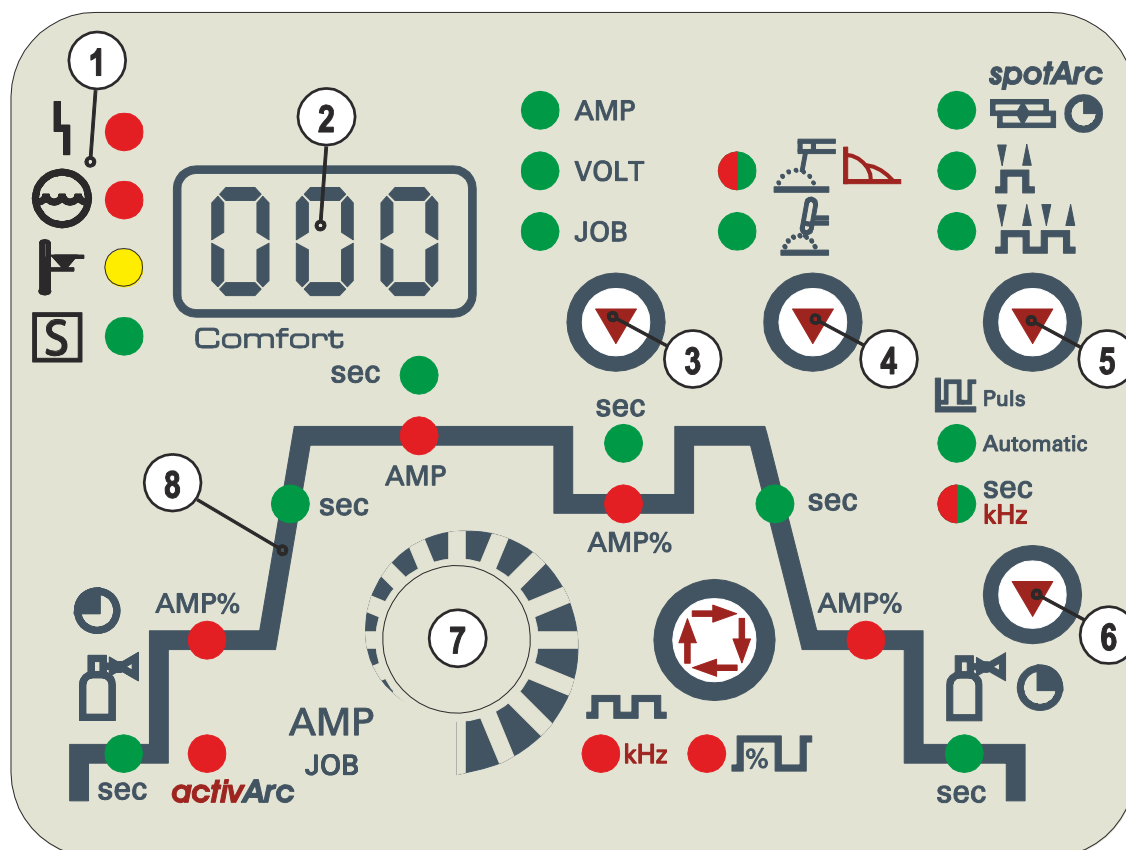 1
2
000
Comfort
S
AMP
VOLT
JOB
spotArc
3
4
5
Puls
Automatic
sec
kHz
6
sec
AMP
sec
AMP%
8
sec
sec
AMP%
AMP%
7
AMP
JOB
kHz
%
sec
activArc
sec